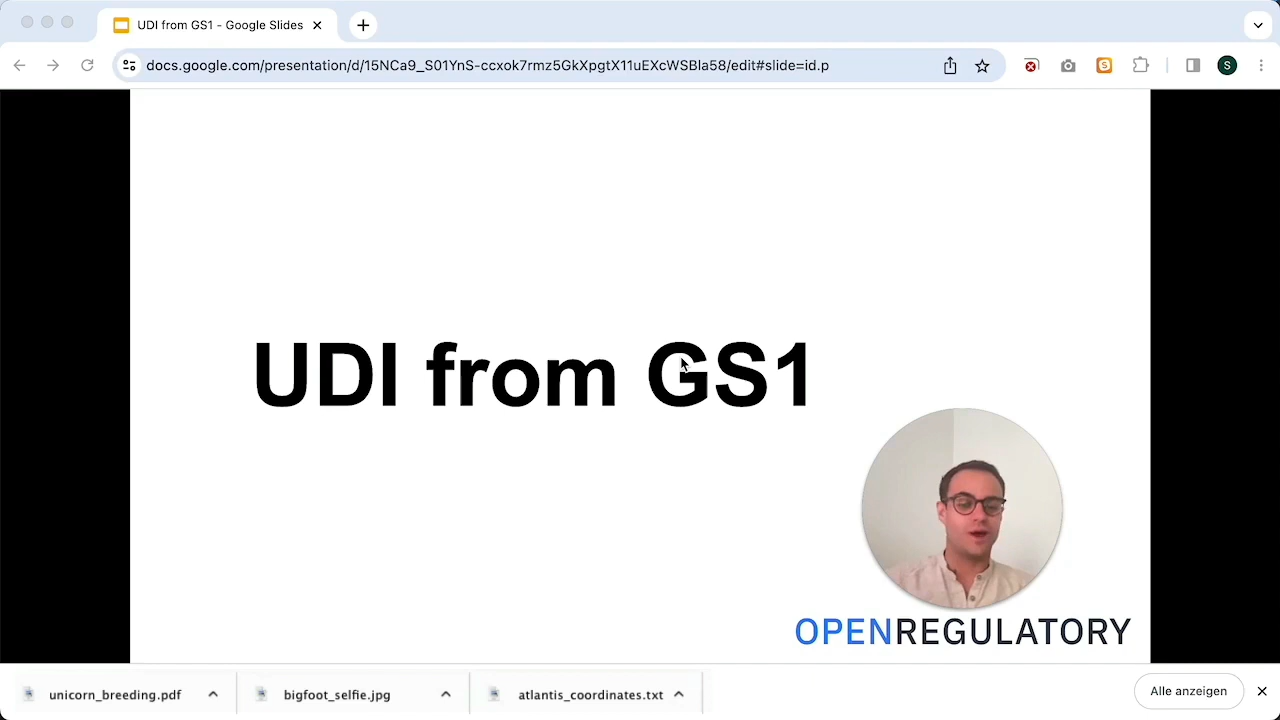 UDI from GS1 - Google Slides
docs.google.com/presentation/d/15NCa9_S01YnS-ccxok7rmz5GkXpgtX11uEXcWSBIa58/edit#slide=id.p
S
S
UDI from GS1
OPENREGULATORY
unicorn_breeding.pdf
bigfoot_selfie.jpg
atlantis_coordinates.txt
Alle anzeigen